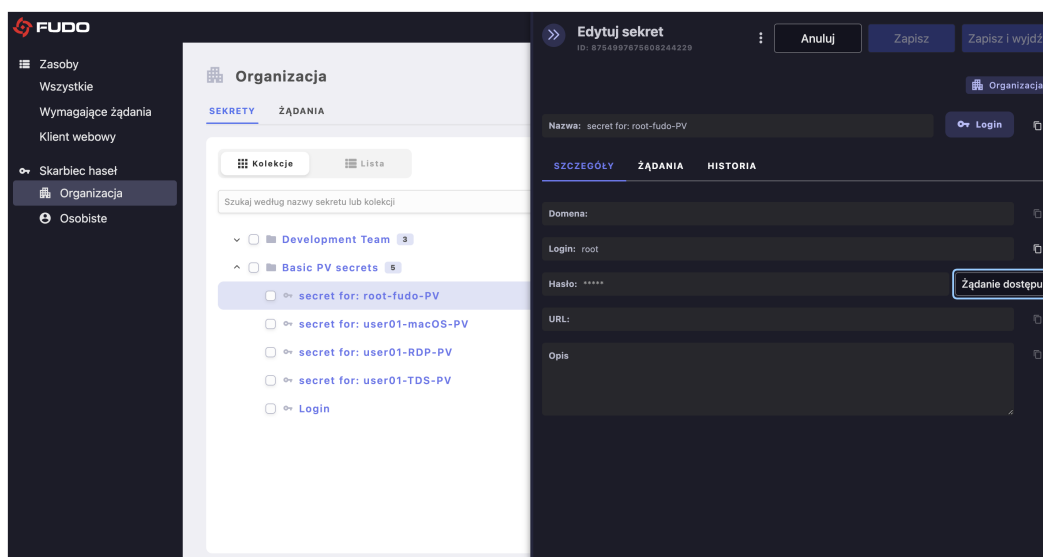 FUDO
Zasoby
Wszystkie
Wymagające żądania
Klient webowy
Skarbiec haseł
Organizacja
Osobiste
Organizacja
SEKRETY ŻĄDANIA
Kolekcje Lista
Szukaj według nazwy sekretu lub kolekcji
Development Team 3
Basic PV secrets 5
secret for: root-fudo-PV
secret for: user01-macOS-PV
secret for: user01-RDP-PV
secret for: user01-TDS-PV
Login
Edytuj sekret
ID: 8754997675608244229
Anuluj Zapisz Zapisz i wyjdź
Organizacja
Nazwa: secret for: root-fudo-PV Login
SZCZEGÓŁY ŻĄDANIA HISTORIA
Domena:
Login: root
Hasło: ***** Żądanie dostępu
URL:
Opis